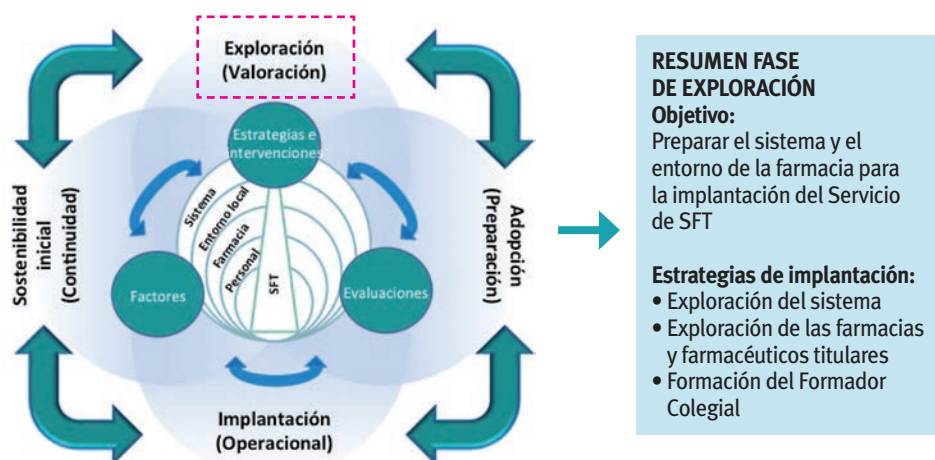 Exploración
(Valoración)
Estrategias e
intervenciones
Sistema
Entorno local
Farmacia
Personal
SFT
Factores
Evaluaciones
Sostenibilidad
inicial
(Continuidad)
Adopción
(Preparación)
Implantación
(Operacional)
RESUMEN FASE
DE EXPLORACIÓN
Objetivo:
Preparar el sistema y el
entorno de la farmacia para
la implantación del Servicio
de SFT
Estrategias de implantación:
• Exploración del sistema
• Exploración de las farmacias
y farmacéuticos titulares
• Formación del Formador
Colegial